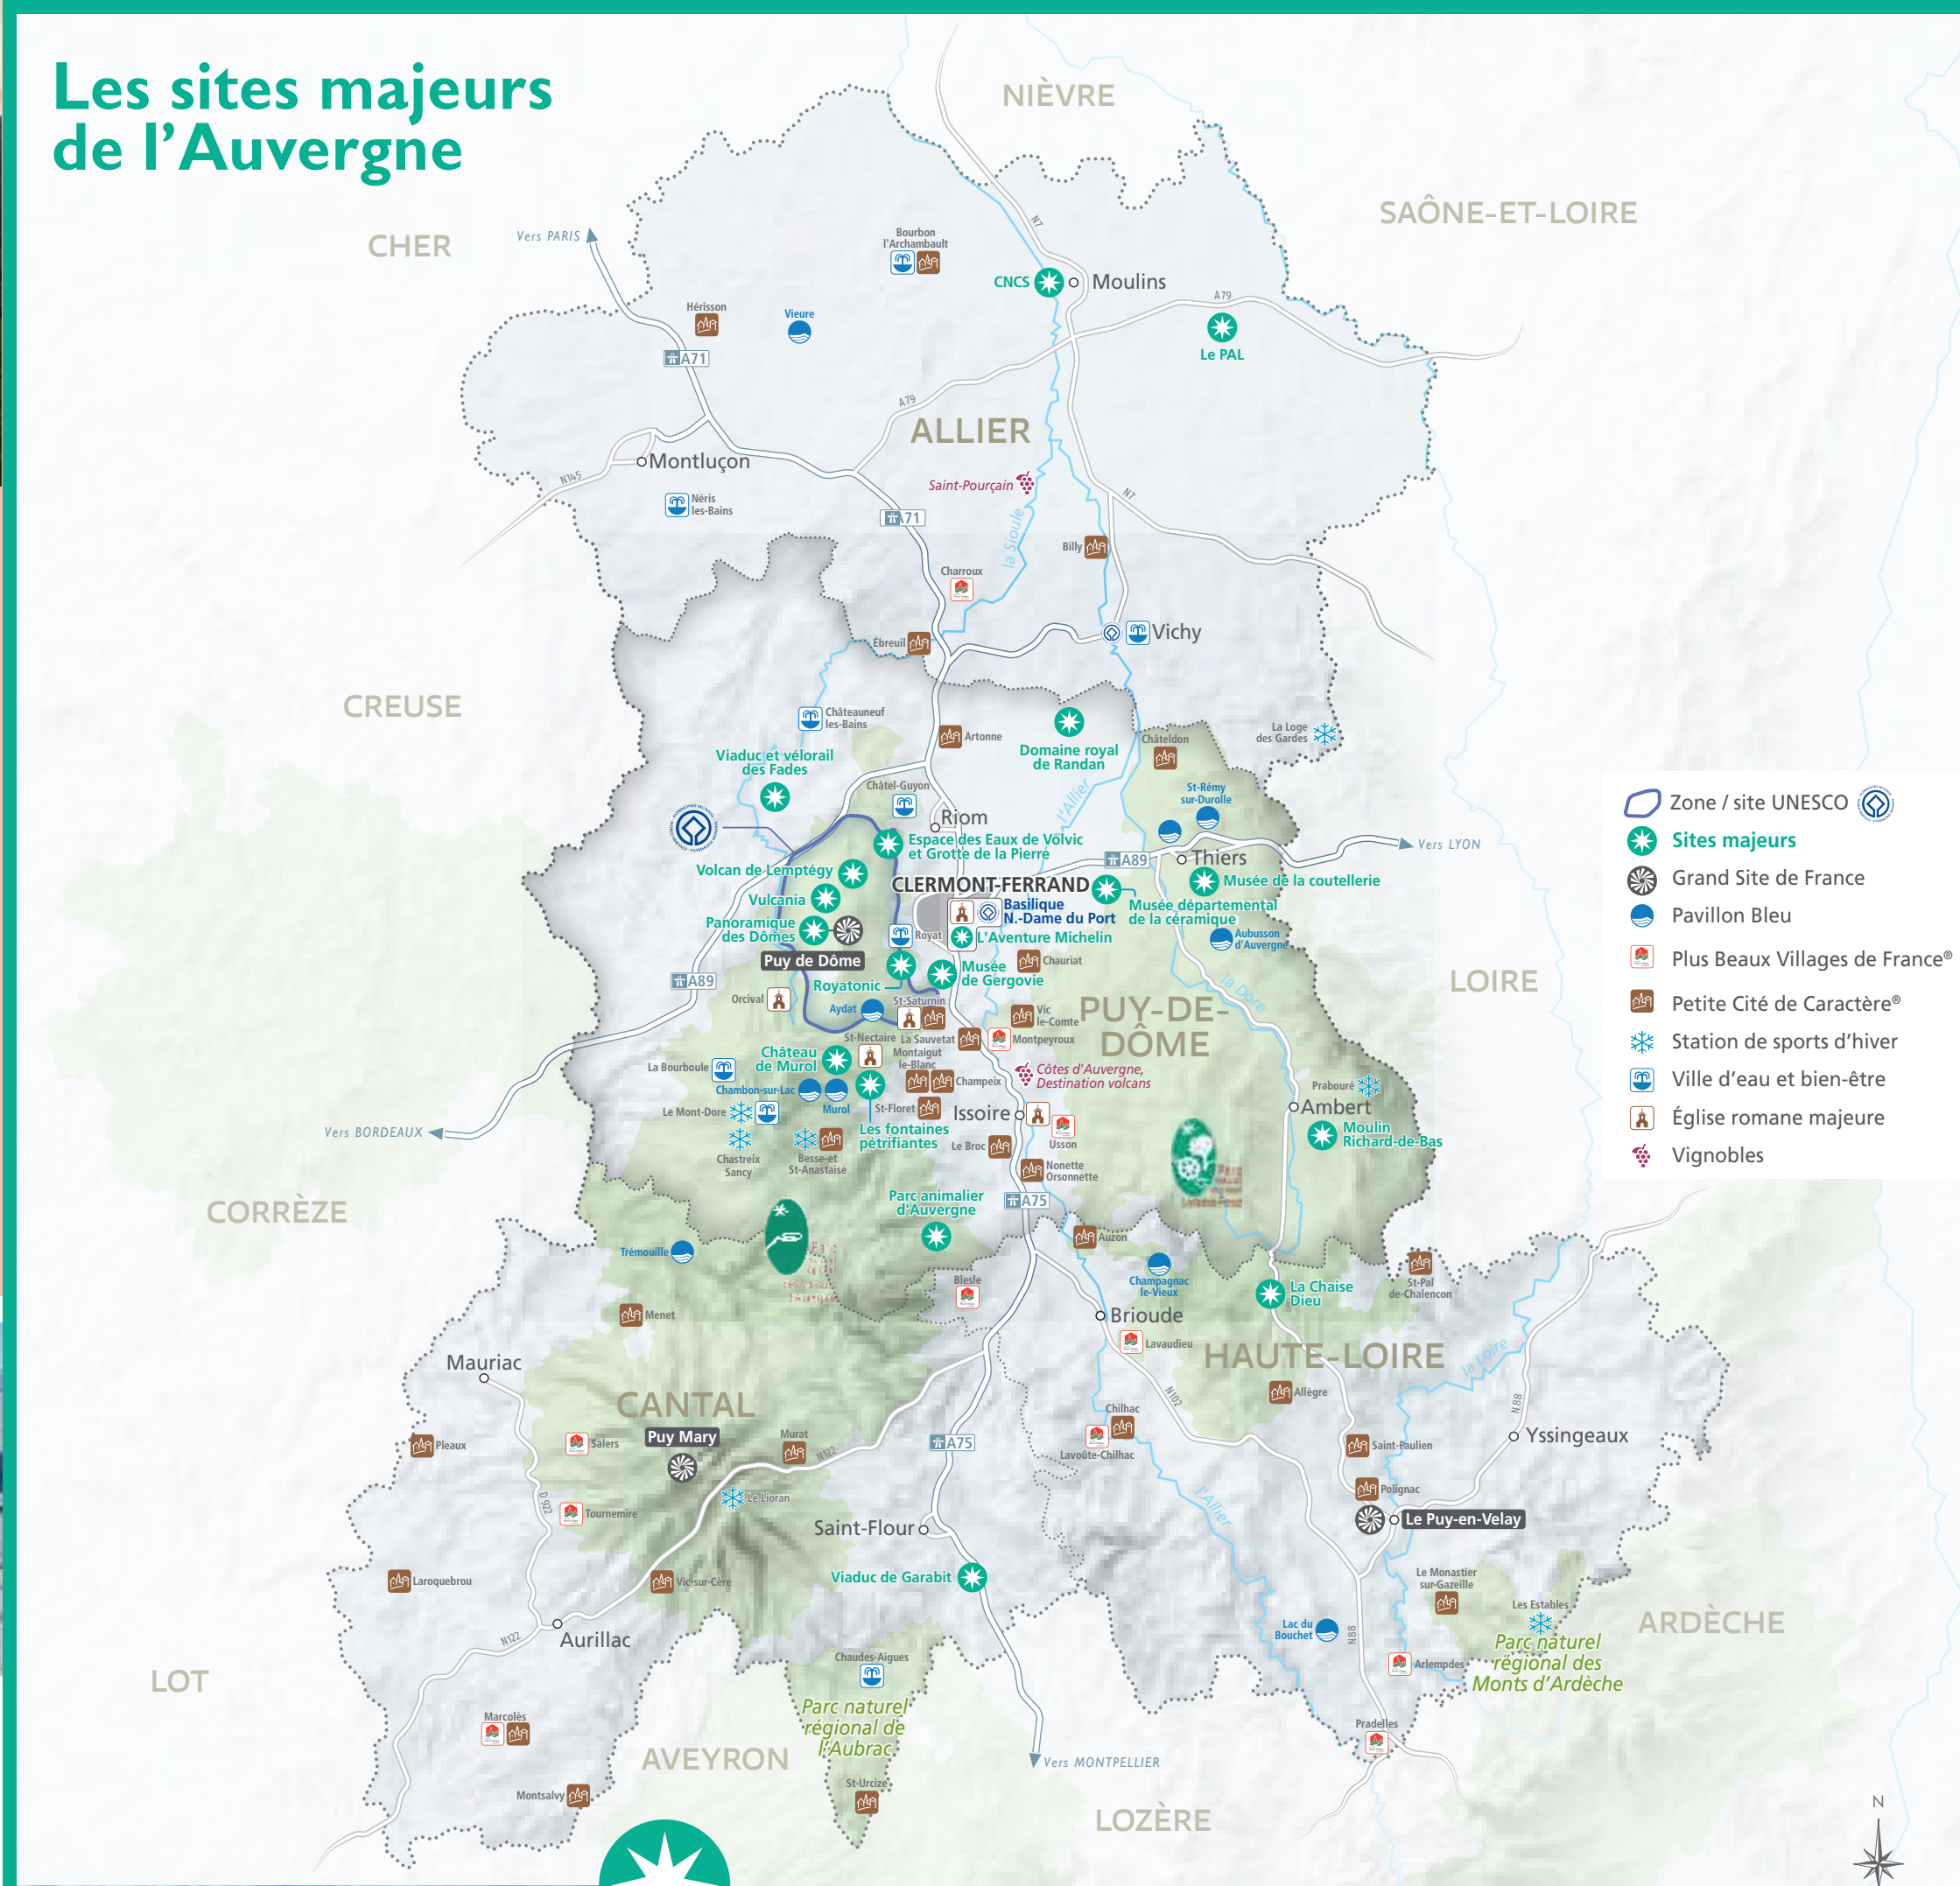 Les sites majeurs
de l'Auvergne
NIÈVRE
SAÔNE-ET-LOIRE
CHER
Vers PARIS
Bourbon
l'Archambault
N7
CNCS
Moulins
A79
Le PAL
Hérisson
Vieure
A71
A79
ALLIER
Montluçon
N145
Néris
les-Bains
Saint-Pourçain
N7
A71
la Sioule
Billy
Charroux
Ébreuil
Vichy
CREUSE
Châteauneuf
les-Bains
Artonne
Domaine royal
de Randan
Châteldon
La Loge
des Gardes
Viaduc et vélorail
des Fades
Châtel-Guyon
l'Allier
St-Rémy
sur-Durolle
Riom
Espace des Eaux de Volvic
et Grotte de la Pierre
Vers LYON
A89
Thiers
Volcan de Lemptégy
CLERMONT-FERRAND
Musée de la coutellerie
Vulcania
Basilique
N.-Dame du Port
Musée départemental
de la céramique
Panoramique
des Dômes
Royat
L'Aventure Michelin
Aubusson
d'Auvergne
Puy de Dôme
Chauriat
Musée
de Gergovie
A89
Royatonic
la Dore
LOIRE
Orcival
Aydat
St-Saturnin
Vic
le-Comte
PUY-DE-
DÔME
St-Nectaire
La Sauvetat
Montpeyroux
Château
de Murol
Montaigut
le-Blanc
La Bourboule
Côtes d'Auvergne,
Destination volcans
Chambon-sur-Lac
Champeix
Prabouré
Murol
St-Floret
Le Mont-Dore
Issoire
Ambert
Vers BORDEAUX
Les fontaines
pétrifiantes
Moulin
Richard-de-Bas
Le Broc
Usson
Chastreix
Sancy
Besse-et
St-Anastaise
Nonette
Orsonnette
CORRÈZE
Parc animalier
d'Auvergne
A75
Auzon
Trémouille
Champagnac
le-Vieux
St-Pal
de-Chalencon
Blesle
La Chaise
Dieu
Menet
Brioude
Lavaudieu
HAUTE-LOIRE
la Loire
Mauriac
Allègre
CANTAL
N102
N88
Puy Mary
Murat
Chilhac
Pleaux
Salers
A75
Lavoûte-Chilhac
Saint-Paulien
Yssingeaux
N122
Polignac
Le Lioran
D922
Tournemire
l'Allier
Le Puy-en-Velay
Saint-Flour
Viaduc de Garabit
Laroquebrou
Vic-sur-Cère
Le Monastier
sur-Gazeille
Les Estables
ARDÈCHE
N122
Aurillac
Lac du
Bouchet
N88
Parc naturel
régional des
Monts d'Ardèche
LOT
Chaudes-Aigues
Arlempdes
Parc naturel
régional de
l'Aubrac
Marcolès
Pradelles
AVEYRON
Vers MONTPELLIER
Montsalvy
St-Urcize
LOZÈRE
Zone / site UNESCO
Sites majeurs
Grand Site de France
Pavillon Bleu
Plus Beaux Villages de France®
Petite Cité de Caractère®
Station de sports d'hiver
Ville d'eau et bien-être
Église romane majeure
Vignobles
N